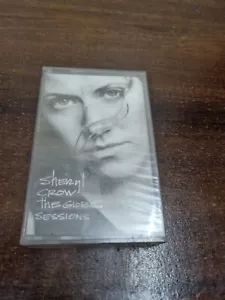 SHERYL
CROW
THE GLOBE
SESSIONS